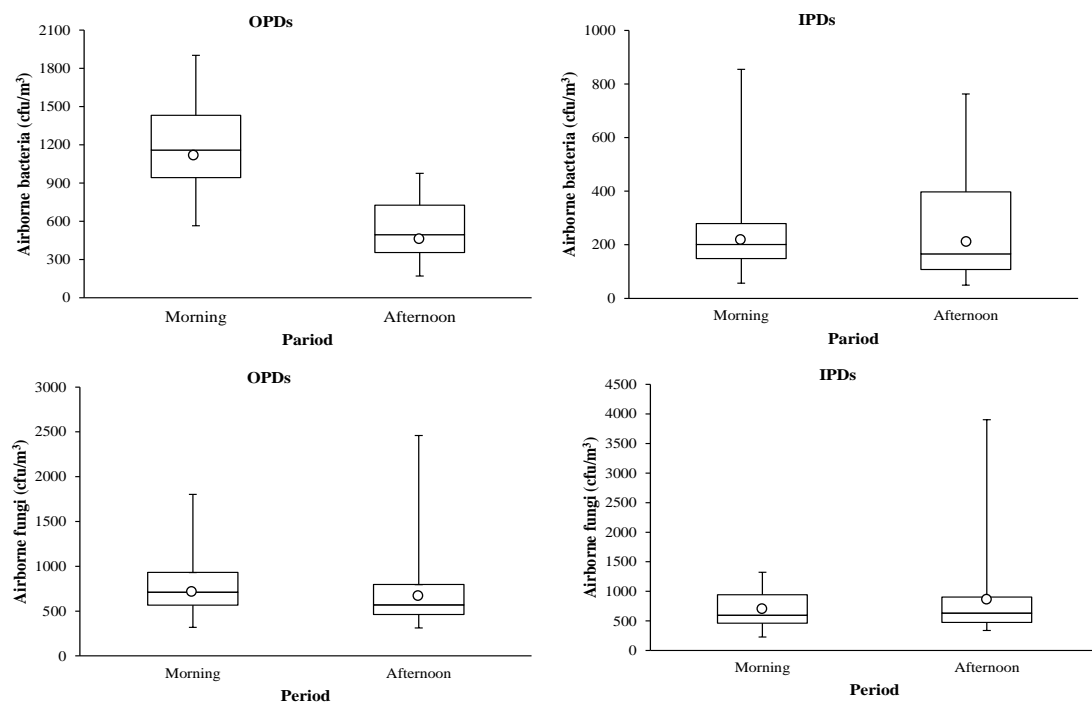 OPDs
2100
1800
1500
1200
900
600
300
0
Airborne bacteria (cfu/m³)
Morning Afternoon
Pariod
IPDs
1000
800
600
400
200
0
Airborne bacteria (cfu/m³)
Morning Afternoon
Pariod
OPDs
3000
2500
2000
1500
1000
500
0
Airborne fungi (cfu/m³)
Morning Afternoon
Period
IPDs
4500
4000
3500
3000
2500
2000
1500
1000
500
0
Airborne fungi (cfu/m³)
Morning Afternoon
Period